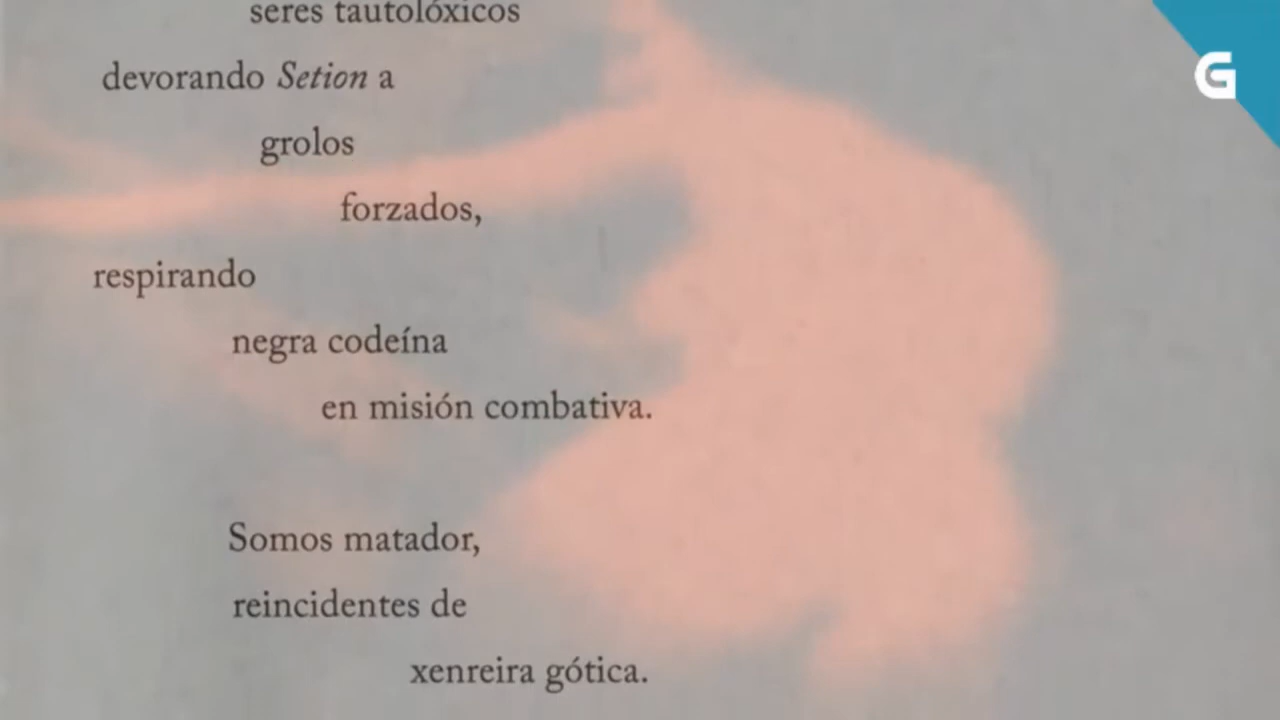 seres tautolóxicos
devorando Setion a
grolos
forzados,
respirando
negra codeína
en misión combativa.
Somos matador,
reincidentes de
xenreira gótica.
G